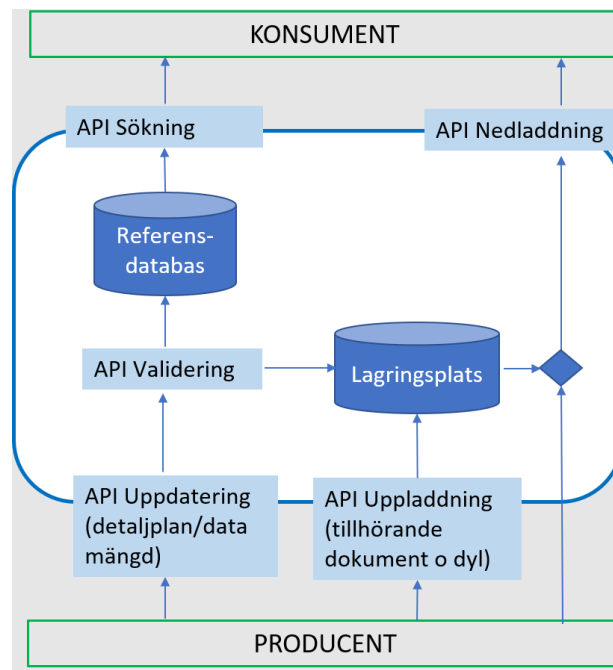 KONSUMENT
API Sökning
API Nedladdning
Referens-
databas
API Validering
Lagringsplats
API Uppdatering
(detaljplan/data
mängd)
API Uppladdning
(tillhörande
dokument o dyl)
PRODUCENT